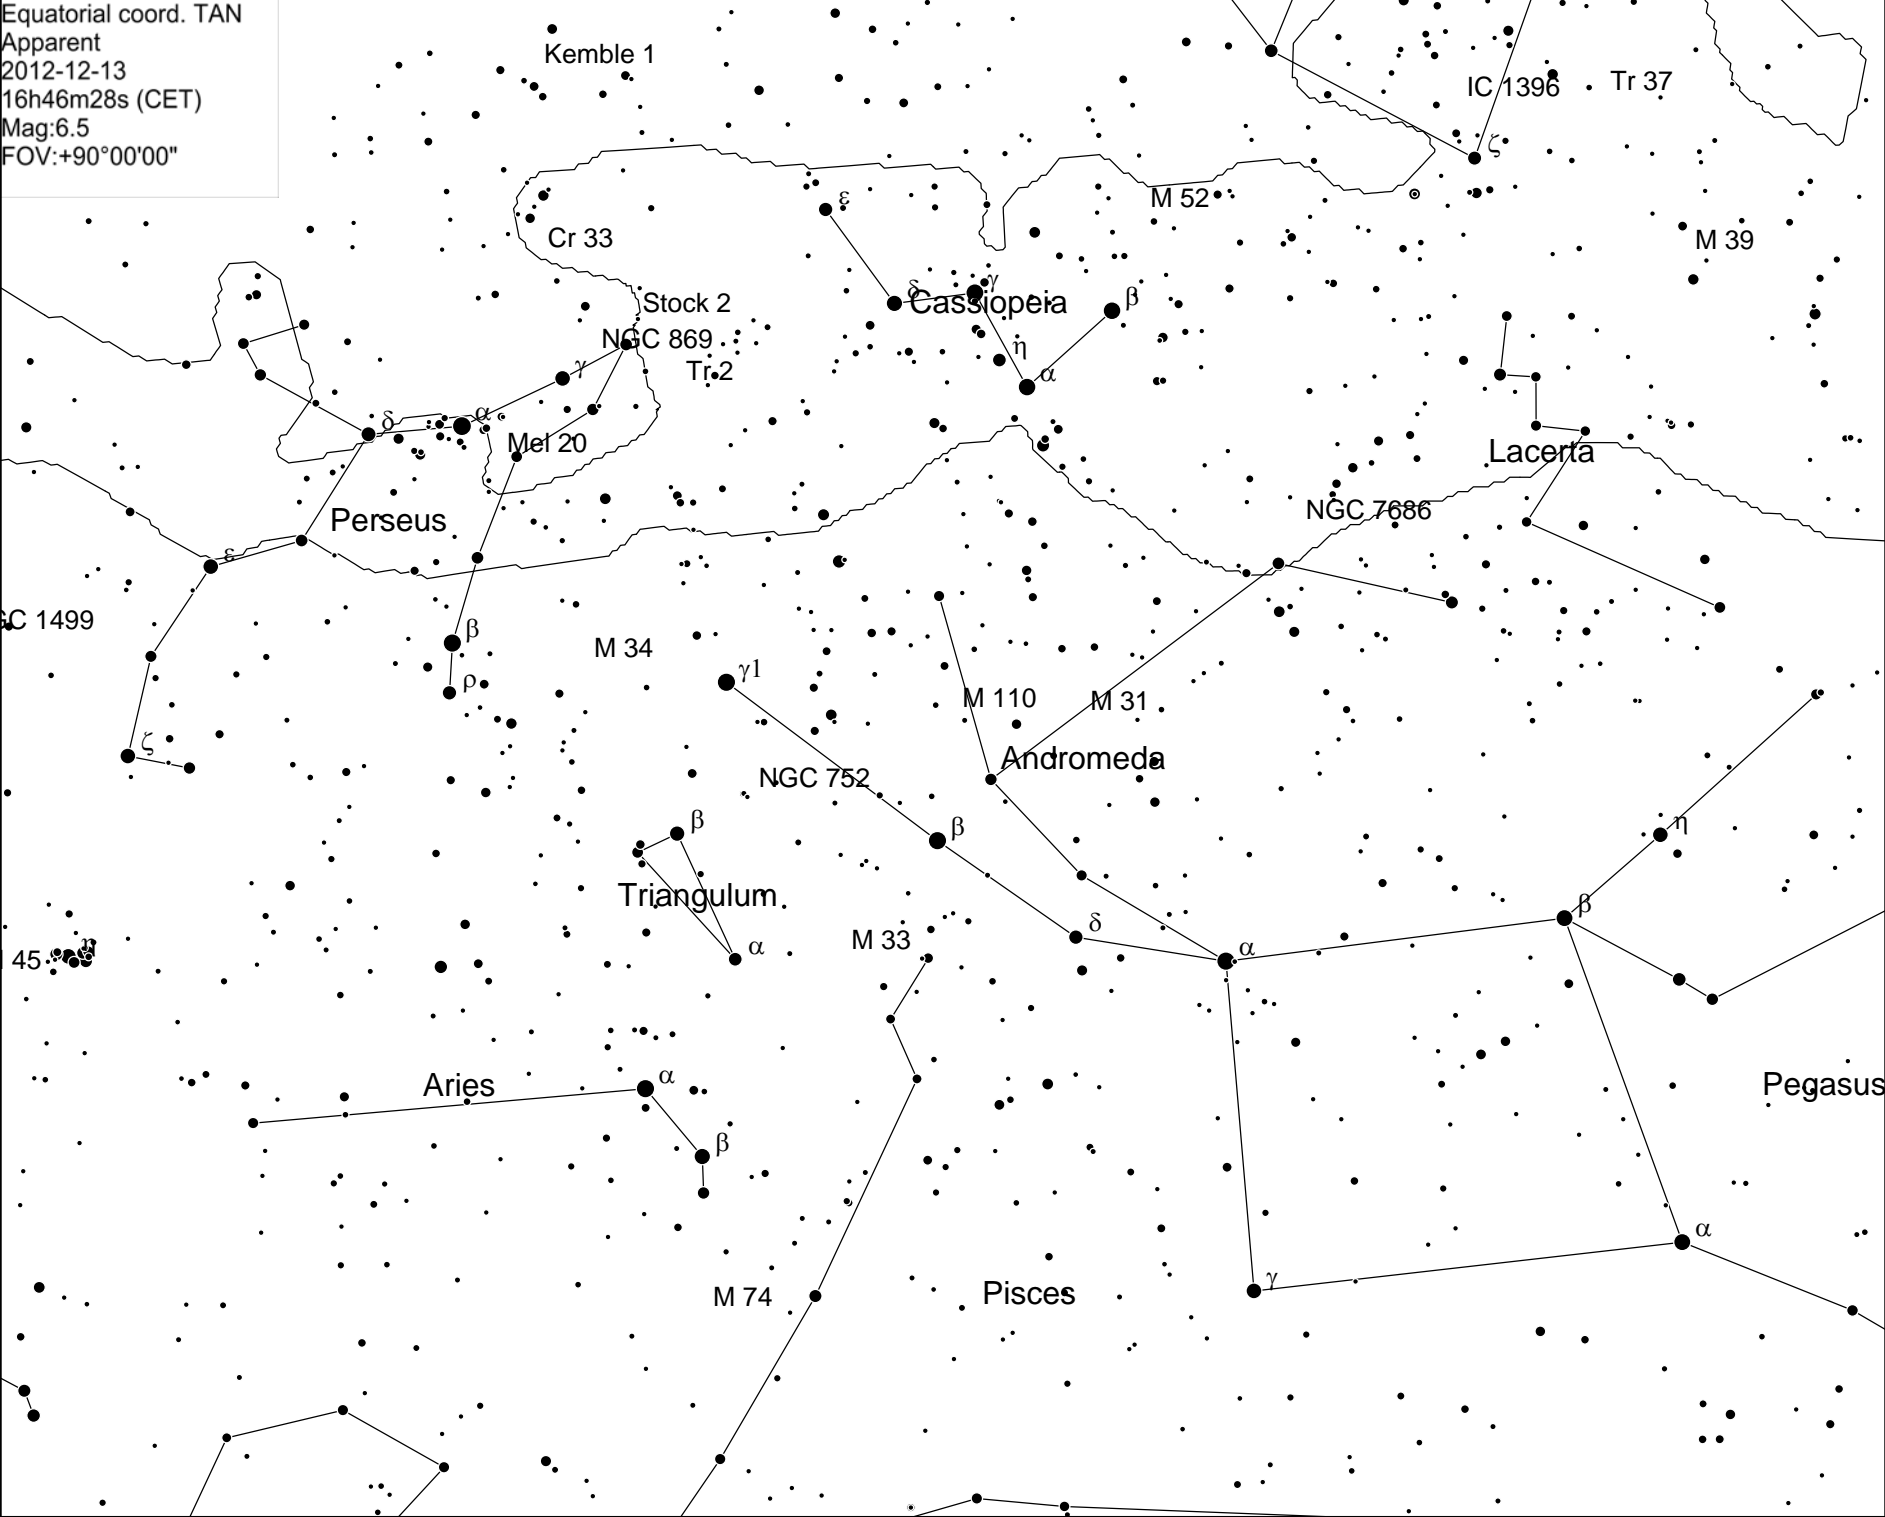 Equatorial coord. TAN
Apparent
2012-12-13
16h46m28s (CET)
Mag:6.5
FOV:+90°00'00"
Kemble 1
IC 1396
Tr 37
ζ
M 52
ε
Cr 33
M 39
γ
δ
Cassiopeia
β
Stock 2
NGC 869
η
γ
Tr 2
α
α
δ
Mel 20
Lacerta
NGC 7686
Perseus
ε
GC 1499
β
M 34
γ1
ρ
M 110
M 31
ζ
Andromeda
NGC 752
β
β
η
Triangulum
β
δ
M 33
α
α
η
45
Aries
α
Pegasus
β
α
γ
M 74
Pisces